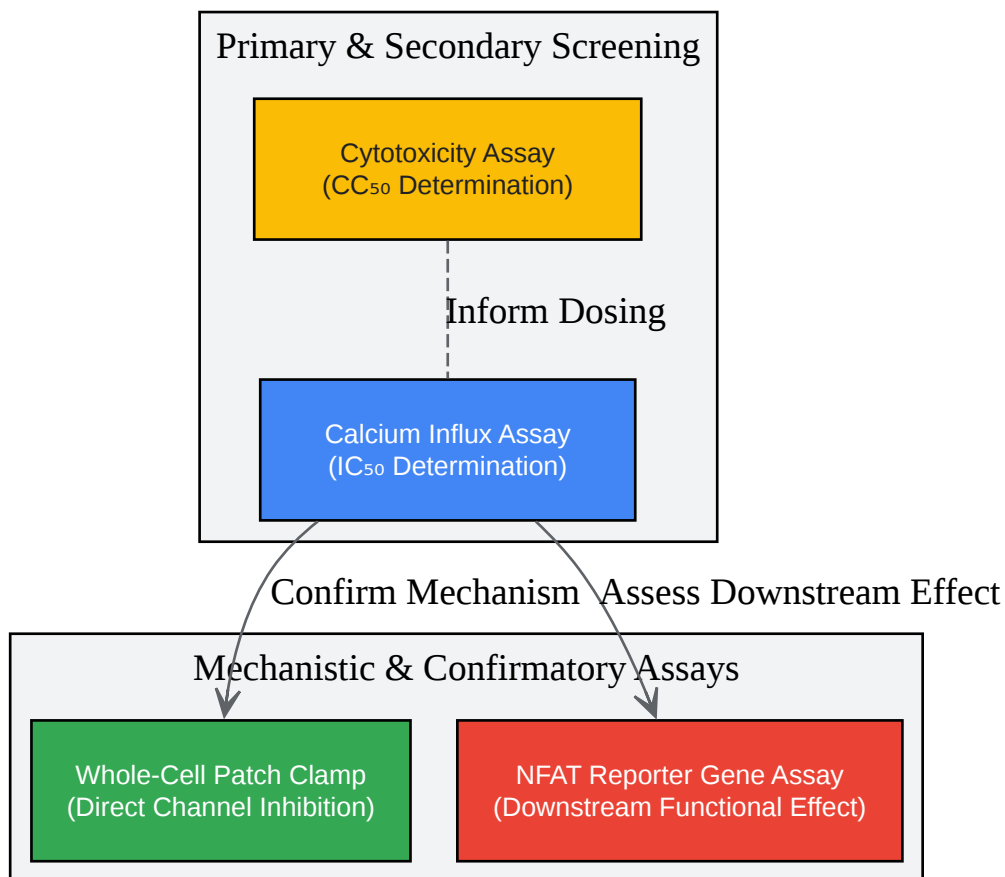 Primary & Secondary Screening
Cytotoxicity Assay
(CC₅₀ Determination)
Inform Dosing
Calcium Influx Assay
(IC₅₀ Determination)
Confirm Mechanism
Assess Downstream Effect
Mechanistic & Confirmatory Assays
Whole-Cell Patch Clamp
(Direct Channel Inhibition)
NFAT Reporter Gene Assay
(Downstream Functional Effect)